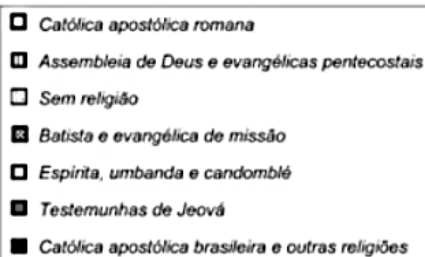 Católica apostólica romana
Assembleia de Deus e evangélicas pentecostais
Sem religião
Batista e evangélica de missão
Espírita, umbanda e candomblé
Testemunhas de Jeová
Católica apostólica brasileira e outras religiões